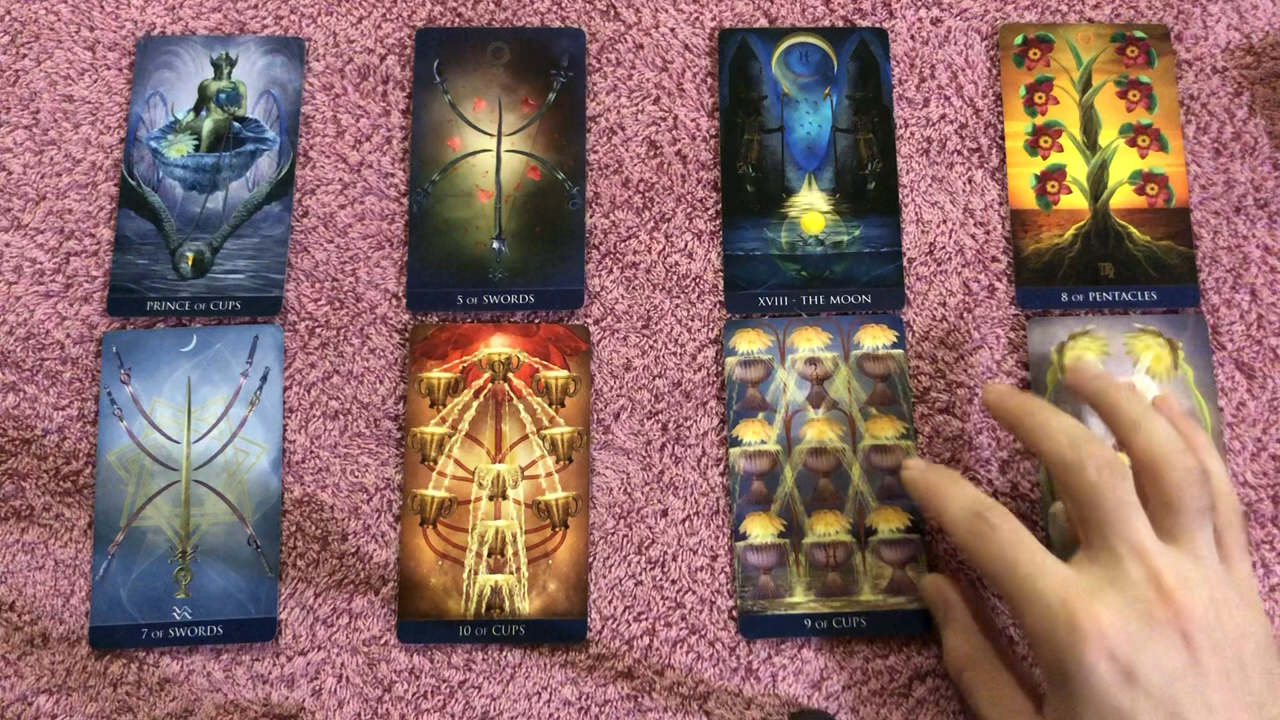 PRINCE OF CUPS
5 OF SWORDS
XVIII - THE MOON
8 OF PENTACLES
7 OF SWORDS
10 OF CUPS
9 OF CUPS